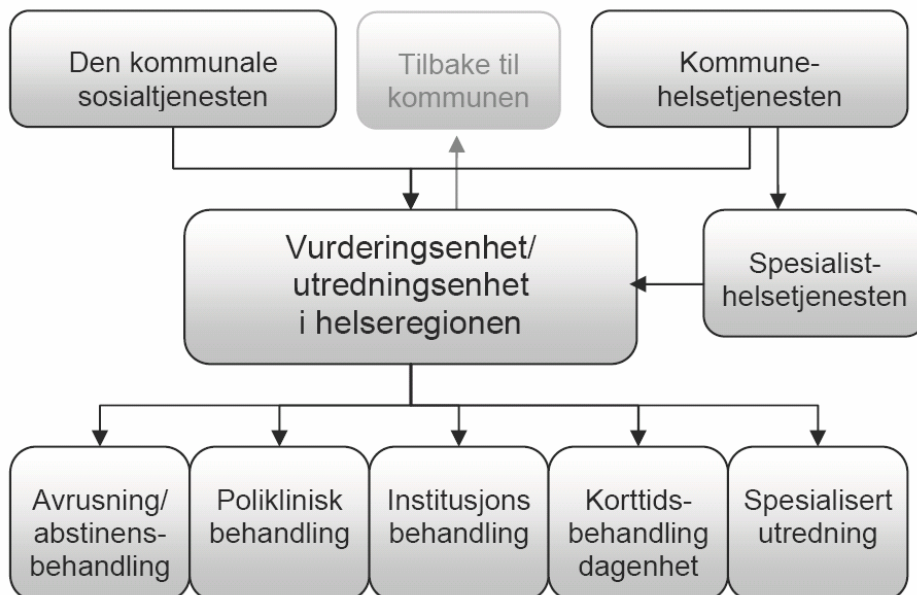 Den kommunale
sosialtjenesten
Tilbake til
kommunen
Kommune-
helsetjenesten
Vurderingsenhet/
utredningsenhet
i helseregionen
Spesialist-
helsetjenesten
Avrusning/
abstinens-
behandling
Poliklinisk
behandling
Institusjons
behandling
Korttids-
behandling
dagenhet
Spesialisert
utredning